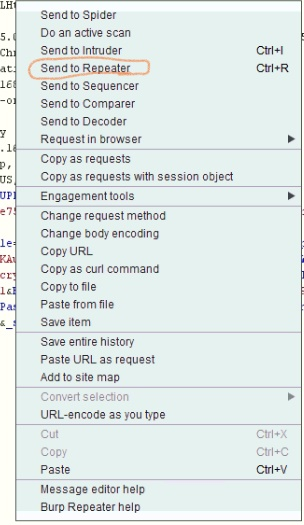 Send to Spider
Do an active scan
Send to Intruder Ctrl+I
Send to Repeater Ctrl+R
Send to Sequencer
Send to Comparer
Send to Decoder
Request in browser
Copy as requests
Copy as requests with session object
Engagement tools
Change request method
Change body encoding
Copy URL
Copy as curl command
Copy to file
Paste from file
Save item
Save entire history
Paste URL as request
Add to site map
Convert selection
URL-encode as you type
Cut Ctrl+X
Copy Ctrl+C
Paste Ctrl+V
Message editor help
Burp Repeater help